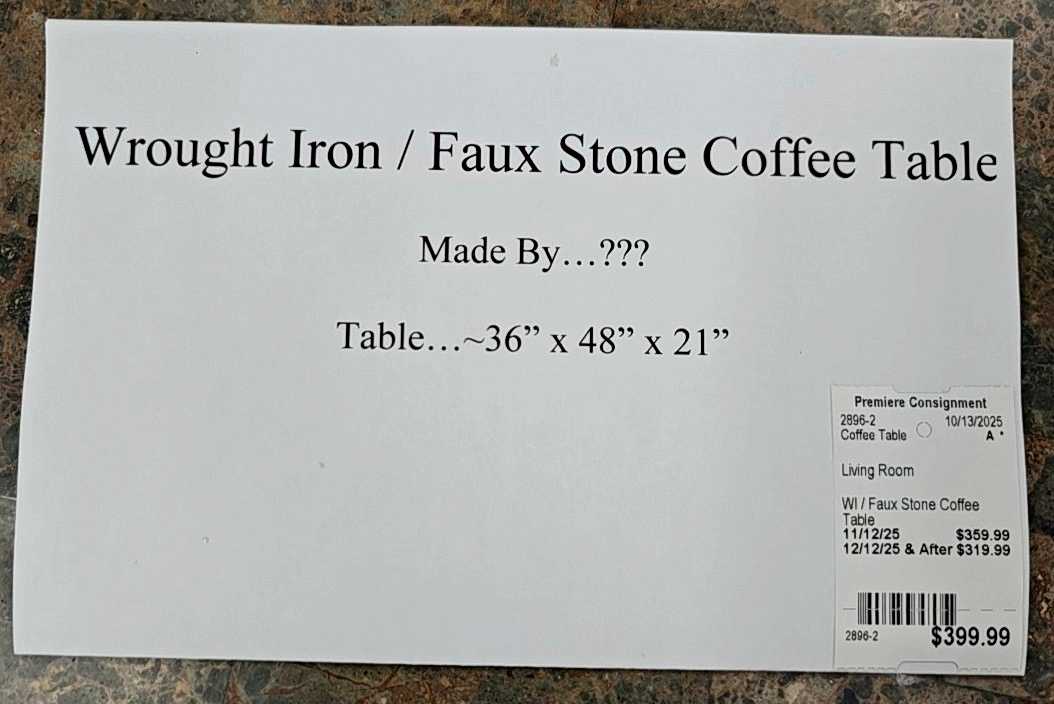 Wrought Iron / Faux Stone Coffee Table
Made By…???
Table…~36” x 48” x 21”
Premiere Consignment
2896-2 10/13/2025
Coffee Table A *
Living Room
WI / Faux Stone Coffee
Table
11/12/25 $359.99
12/12/25 & After $319.99
2896-2 $399.99